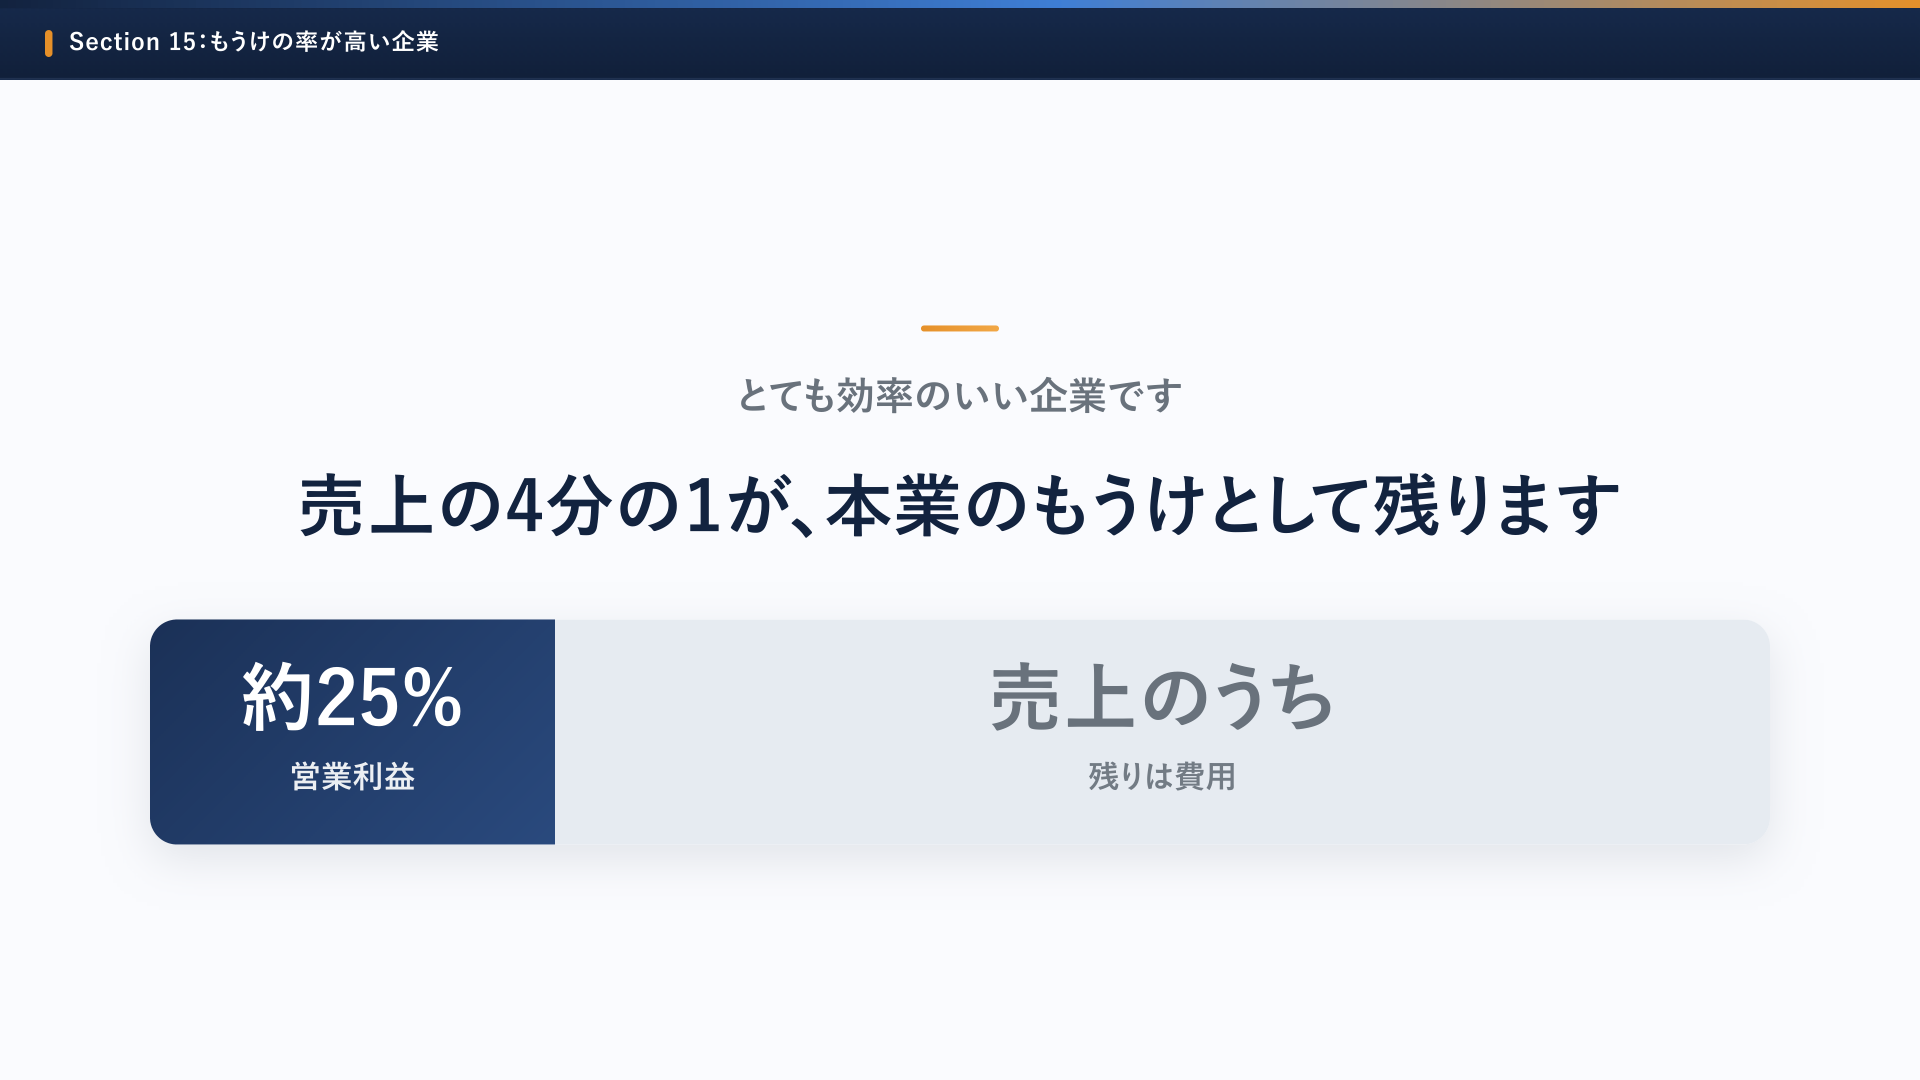 Section 15:もうけの率が高い企業
とても効率のいい企業です
売上の4分の1が、本業のもうけとして残ります
約25%
営業利益
売上のうち
残りは費用